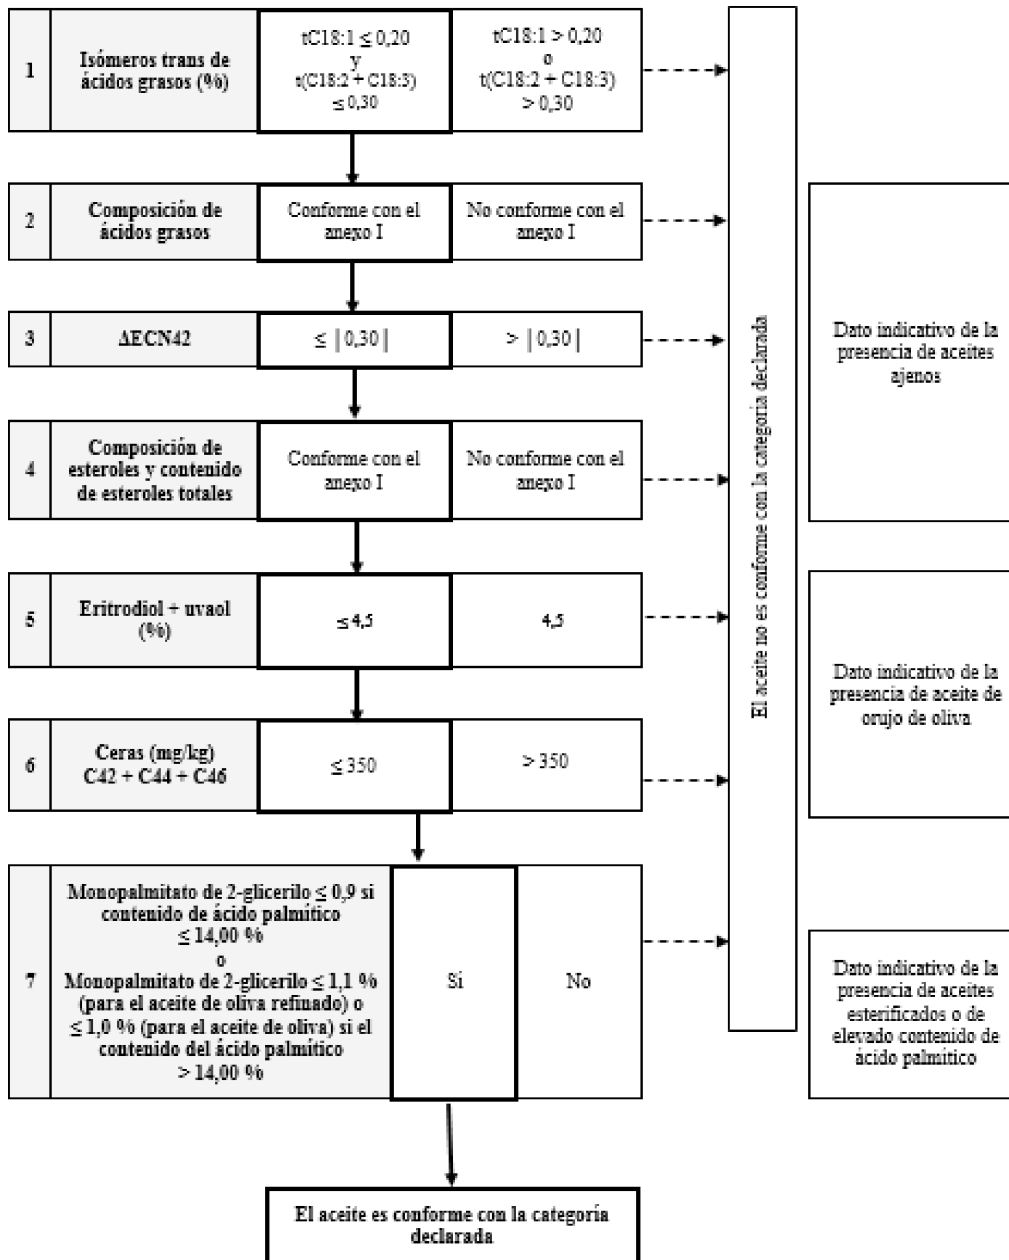 1
Isómeros trans de
ácidos grasos (%)
tC18:1 ≤ 0,20
y
t(C18:2 + C18:3)
≤ 0,30
tC18:1 > 0,20
o
t(C18:2 + C18:3)
> 0,30
2
Composición de
ácidos grasos
Conforme con el
anexo I
No conforme con el
anexo I
3
ΔECN42
≤ | 0,30 |
> | 0,30 |
4
Composición de
esteroles y contenido
de esteroles totales
Conforme con el
anexo I
No conforme con el
anexo I
5
Eritrodiol + uvaol
(%)
≤ 4,5
4,5
6
Ceras (mg/kg)
C42 + C44 + C46
≤ 350
> 350
7
Monopalmitato de 2-glicerilo ≤ 0,9 si
contenido de ácido palmítico
≤ 14,00 %
o
Monopalmitato de 2-glicerilo ≤ 1,1 %
(para el aceite de oliva refinado) o
≤ 1,0 % (para el aceite de oliva) si el
contenido del ácido palmítico
> 14,00 %
Si
No
El aceite no es conforme con la categoría declarada
Dato indicativo de la
presencia de aceites
ajenos
Dato indicativo de la
presencia de aceite de
orujo de oliva
Dato indicativo de la
presencia de aceites
esterificados o de
elevado contenido de
ácido palmítico
El aceite es conforme con la categoría
declarada